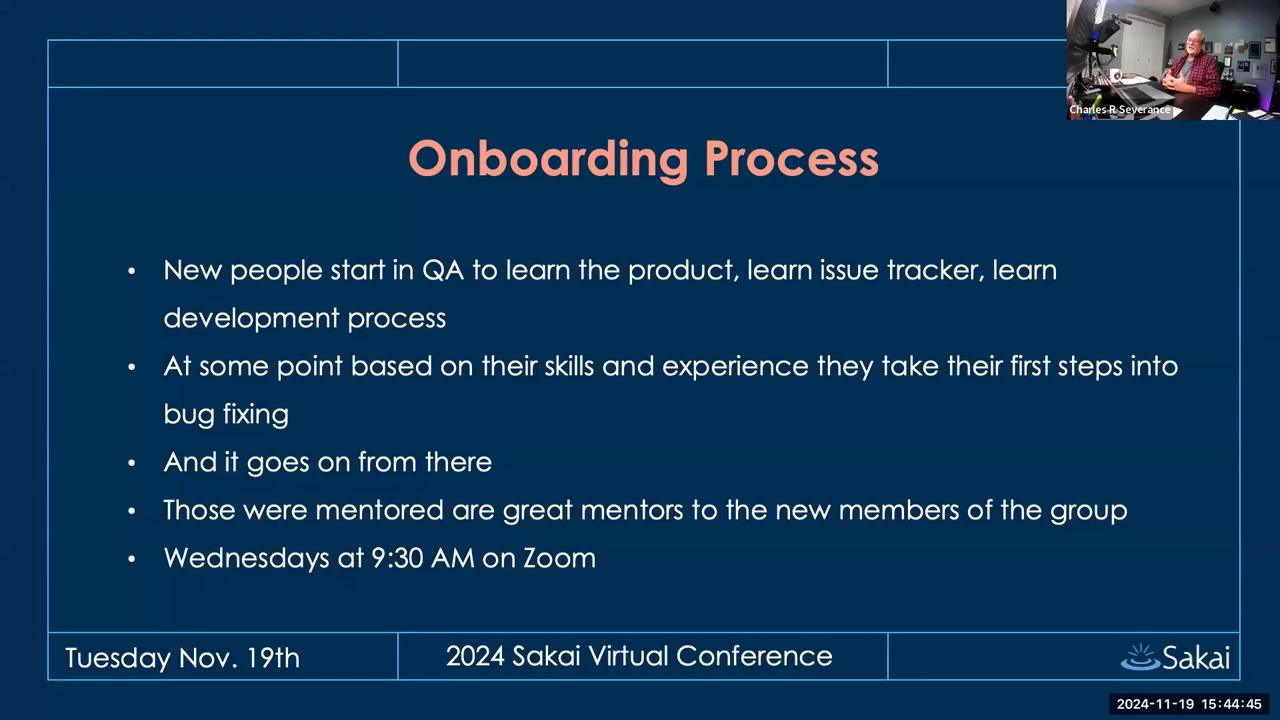 Charles R Severance
Onboarding Process
• New people start in QA to learn the product, learn issue tracker, learn
development process
• At some point based on their skills and experience they take their first steps into
bug fixing
• And it goes on from there
• Those were mentored are great mentors to the new members of the group
• Wednesdays at 9:30 AM on Zoom
Tuesday Nov. 19th
2024 Sakai Virtual Conference
Sakai
2024-11-19 15:44:45